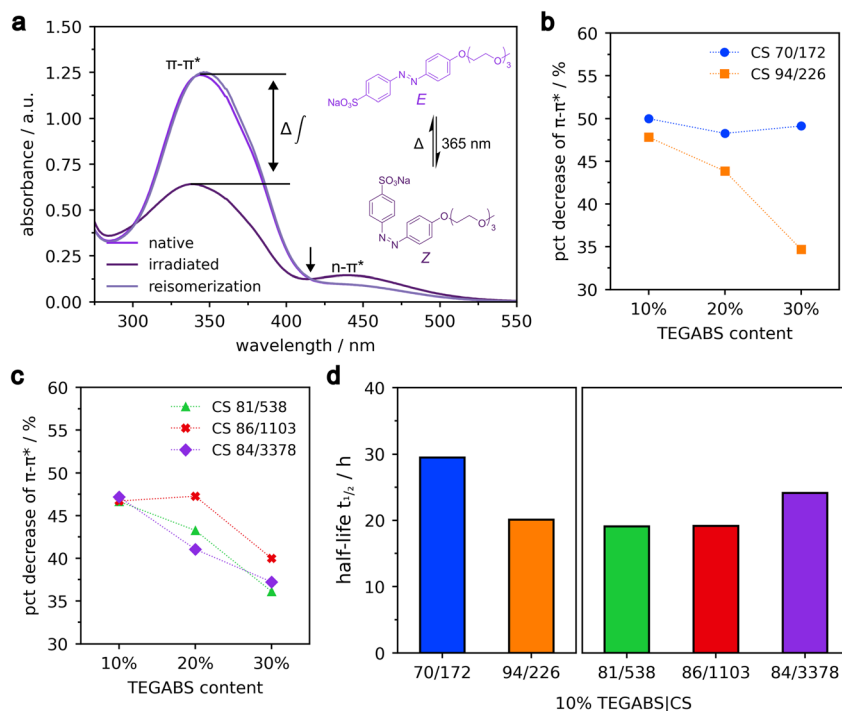 a
1.50
1.25
1.00
0.75
0.50
0.25
0.00
absorbance / a.u.
π-π*
Δ ∫
native
irradiated
reisomerization
n-π*
300 350 400 450 500 550
wavelength / nm
NaO₃S
N
N
O
O
3
E
Δ
365 nm
SO₃Na
N
N
O
O
3
Z
b
60
55
50
45
40
35
30
pct decrease of π-π* / %
CS 70/172
CS 94/226
10% 20% 30%
TEGABS content
c
60
55
50
45
40
35
30
pct decrease of π-π* / %
CS 81/538
CS 86/1103
CS 84/3378
10% 20% 30%
TEGABS content
d
40
30
20
10
0
half-life t1/2 / h
70/172 94/226 81/538 86/1103 84/3378
10% TEGABS|CS